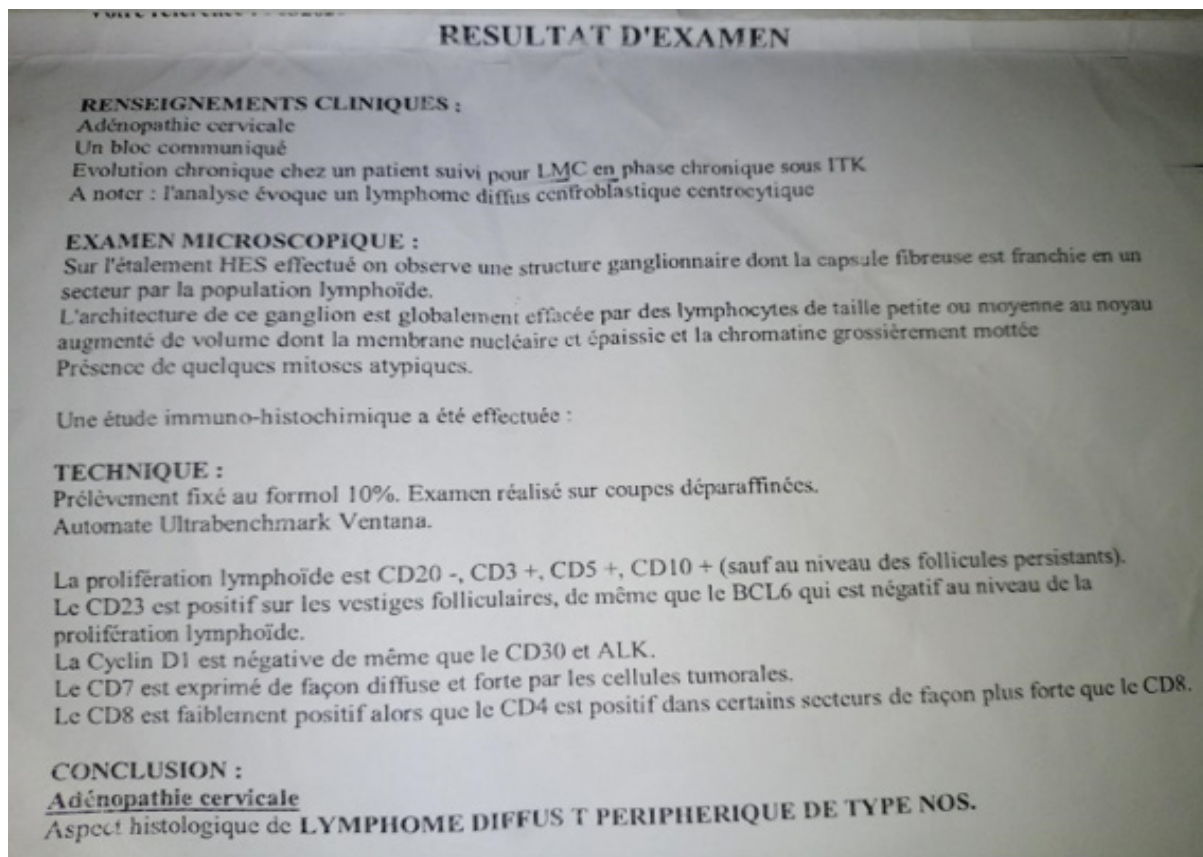 RESULTAT D'EXAMEN
RENSEIGNEMENTS CLINIQUES :
Adénopathie cervicale
Un bloc communiqué
Evolution chronique chez un patient suivi pour LMC en phase chronique sous ITK
A noter : l'analyse évoque un lymphome diffus centroblastique centrocytique
EXAMEN MICROSCOPIQUE :
Sur l'étalement HES effectué on observe une structure ganglionnaire dont la capsule fibreuse est franchie en un
secteur par la population lymphoïde.
L'architecture de ce ganglion est globalement effacée par des lymphocytes de taille petite ou moyenne au noyau
augmenté de volume dont la membrane nucléaire et épaissie et la chromatine grossièrement mottée
Présence de quelques mitoses atypiques.
Une étude immuno-histochimique a été effectuée :
TECHNIQUE :
Prélèvement fixé au formol 10%. Examen réalisé sur coupes déparaffinées.
Automate Ultrabenchmark Ventana.
La prolifération lymphoïde est CD20 -, CD3 +, CD5 +, CD10 + (sauf au niveau des follicules persistants).
Le CD23 est positif sur les vestiges folliculaires, de même que le BCL6 qui est négatif au niveau de la
prolifération lymphoïde.
La Cyclin D1 est négative de même que le CD30 et ALK.
Le CD7 est exprimé de façon diffuse et forte par les cellules tumorales.
Le CD8 est faiblement positif alors que le CD4 est positif dans certains secteurs de façon plus forte que le CD8.
CONCLUSION :
Adénopathie cervicale
Aspect histologique de LYMPHOME DIFFUS T PERIPHERIQUE DE TYPE NOS.